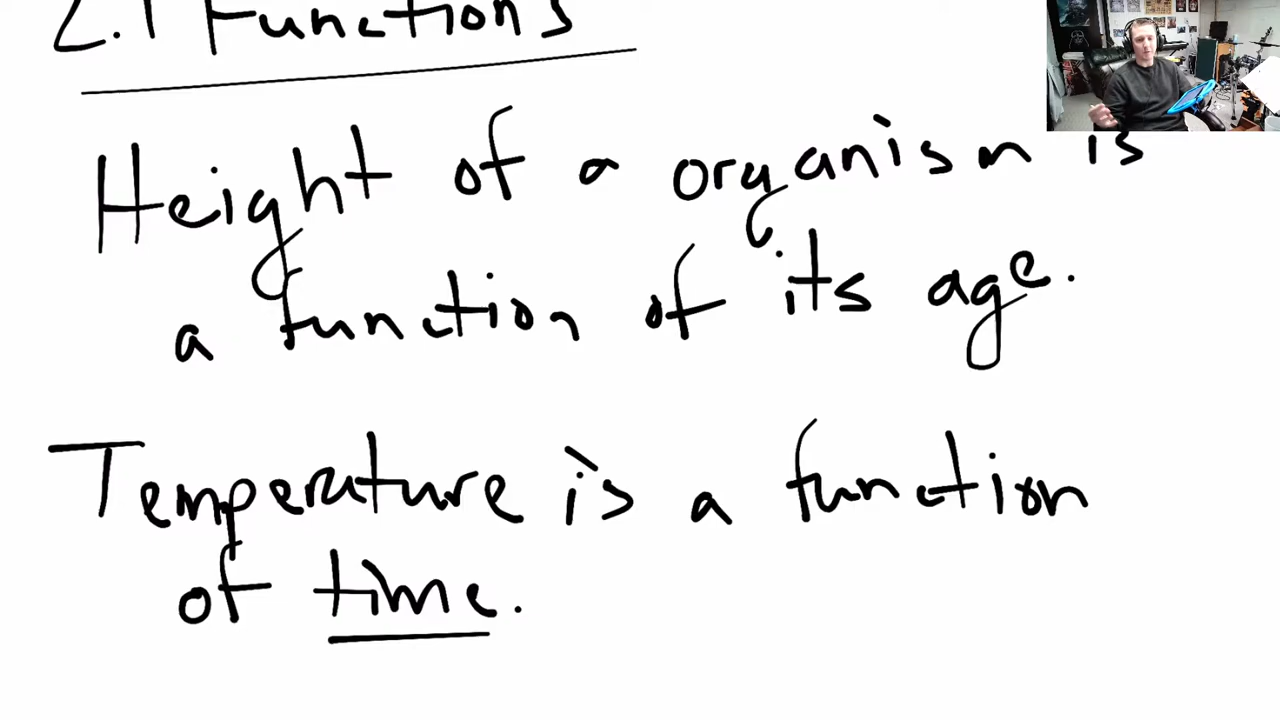 2.1 Functions
Height of a organism is
a function of its age.
Temperature is a function
of time.